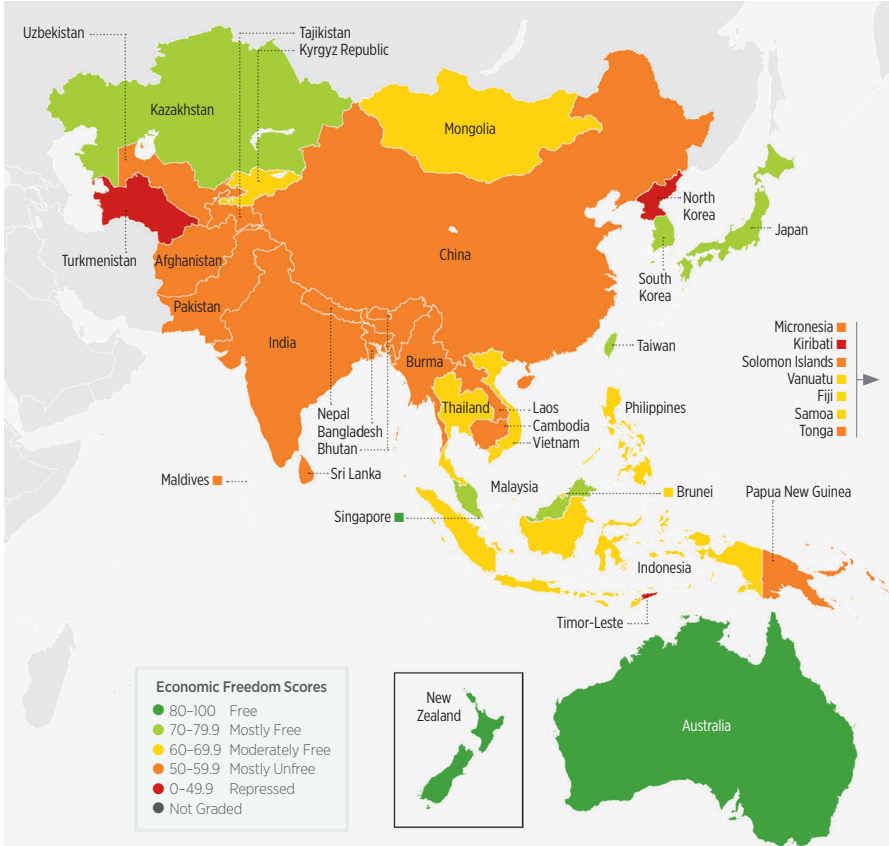 Uzbekistan
Tajikistan
Kyrgyz Republic
Kazakhstan
Mongolia
North
Korea
Japan
Turkmenistan
Afghanistan
China
South
Korea
Pakistan
India
Burma
Taiwan
Micronesia
Kiribati
Solomon Islands
Vanuatu
Fiji
Samoa
Tonga
Nepal
Bangladesh
Bhutan
Thailand
Laos
Cambodia
Vietnam
Philippines
Maldives
Sri Lanka
Malaysia
Singapore
Brunei
Papua New Guinea
Indonesia
Timor-Leste
Economic Freedom Scores
80–100 Free
70–79.9 Mostly Free
60–69.9 Moderately Free
50–59.9 Mostly Unfree
0–49.9 Repressed
Not Graded
New
Zealand
Australia